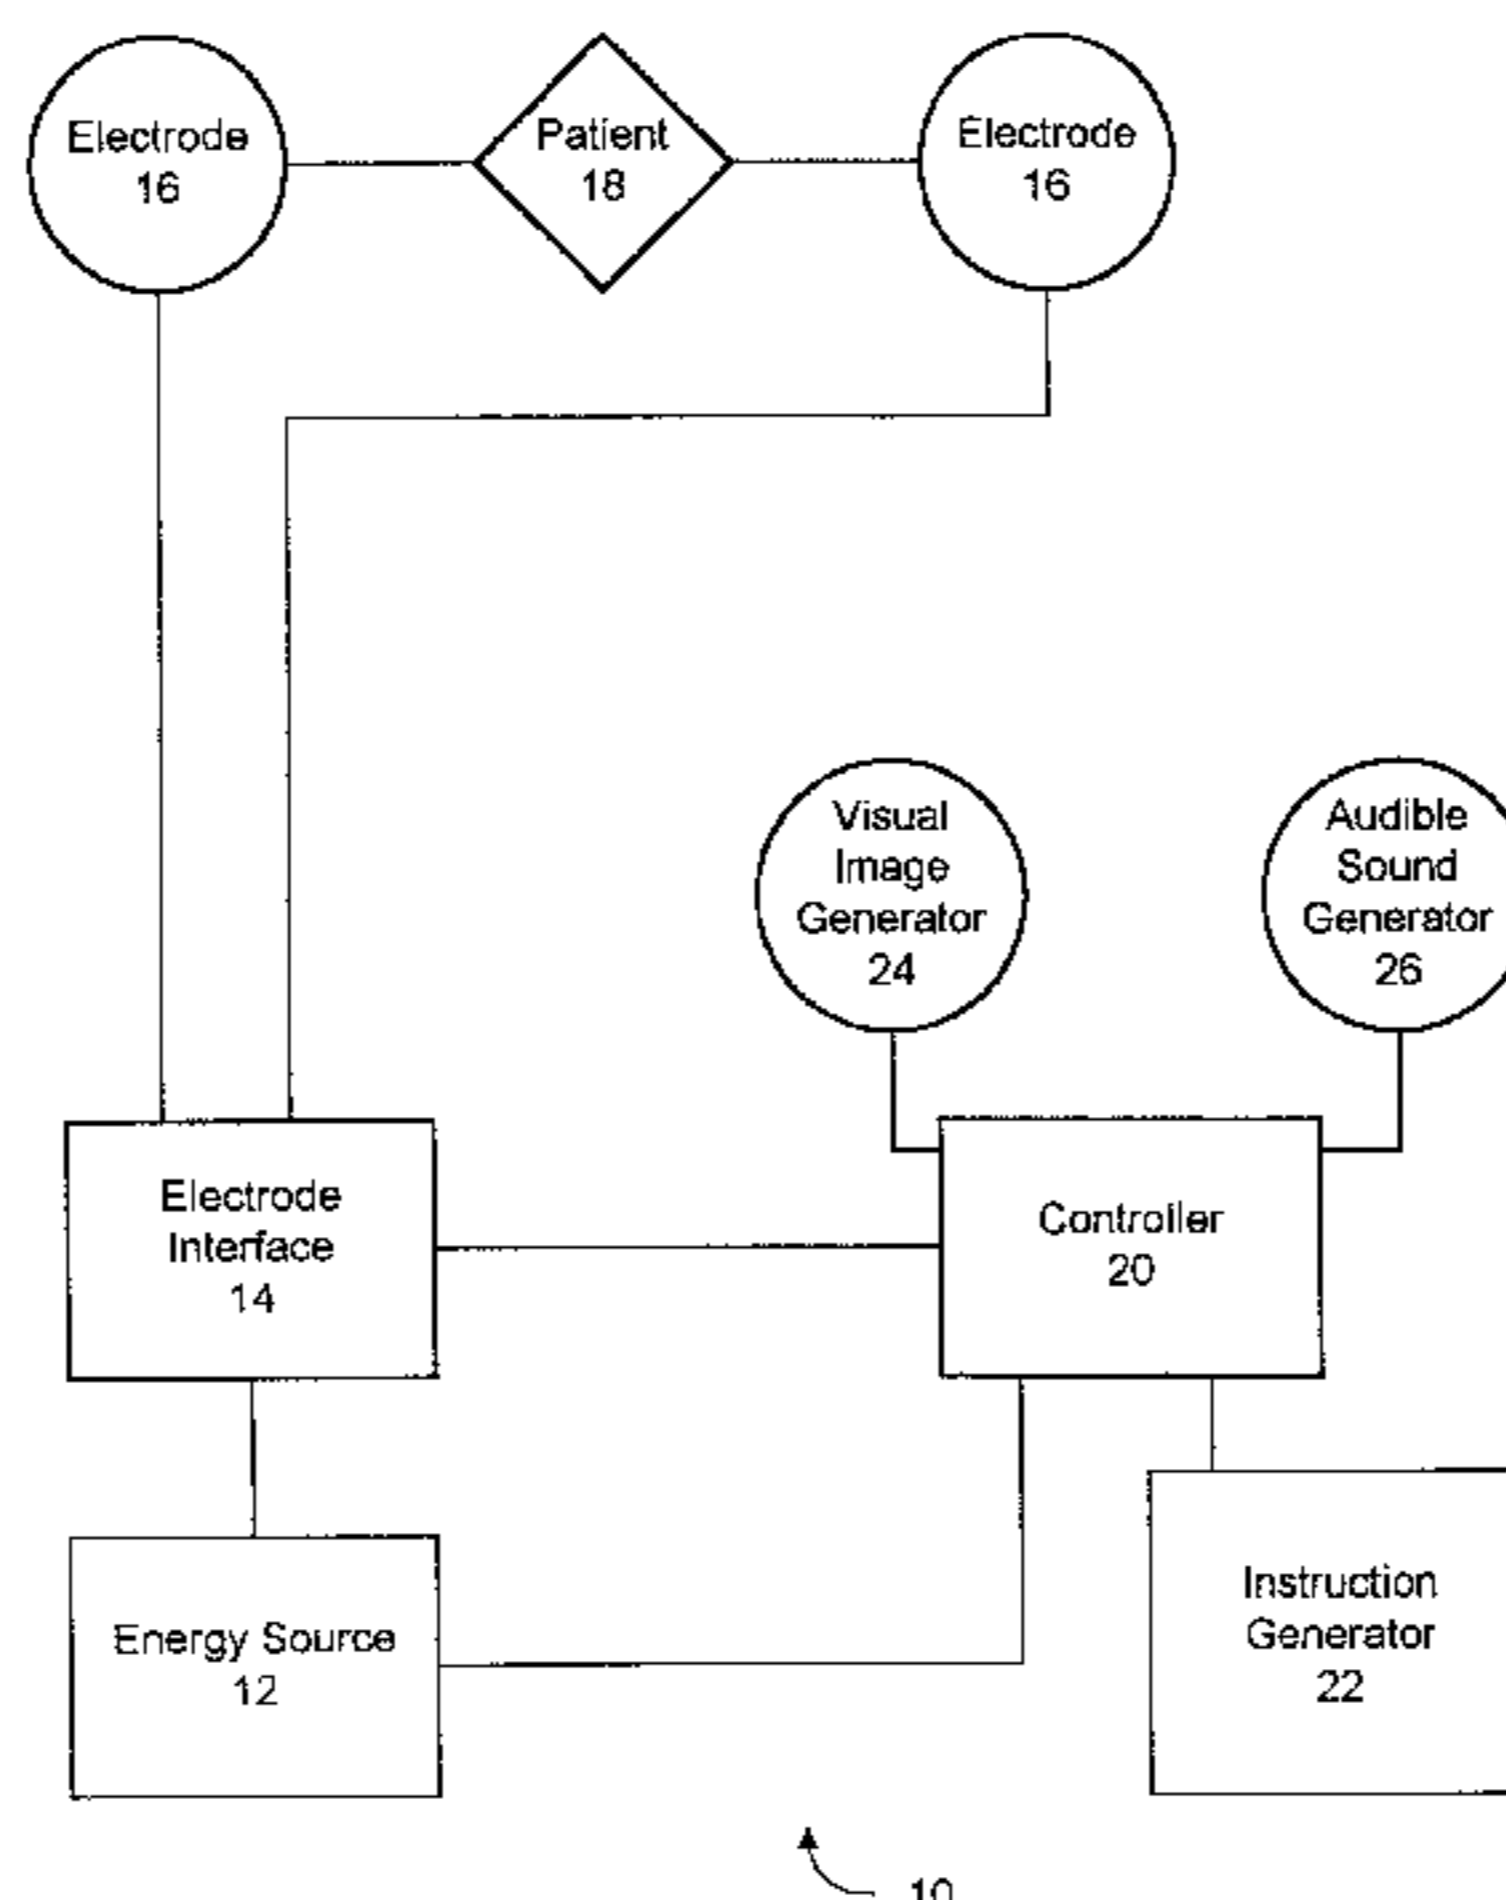 Electrode
16
Patient
18
Electrode
16
Visual
Image
Generator
24
Audible
Sound
Generator
26
Electrode
Interface
14
Controller
20
Energy Source
12
Instruction
Generator
22
10